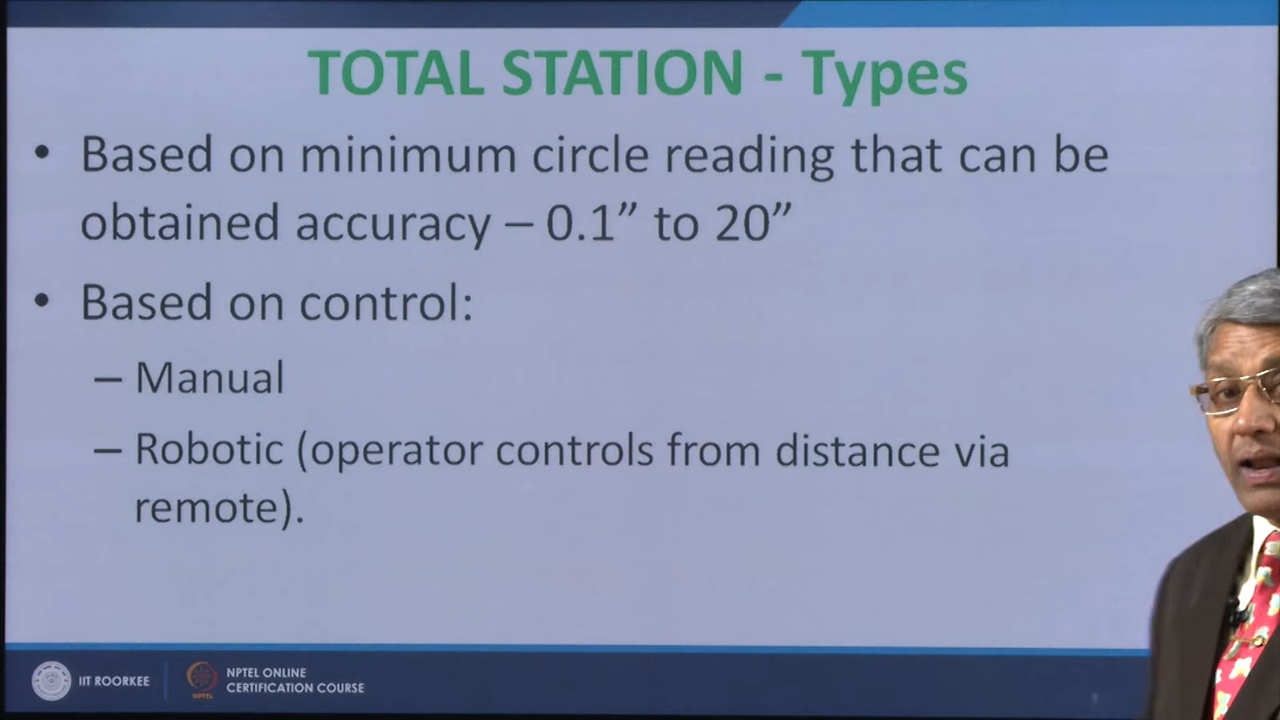 TOTAL STATION - Types
• Based on minimum circle reading that can be
obtained accuracy – 0.1” to 20”
• Based on control:
– Manual
– Robotic (operator controls from distance via
remote).
IIT ROORKEE
NPTEL
NPTEL ONLINE
CERTIFICATION COURSE